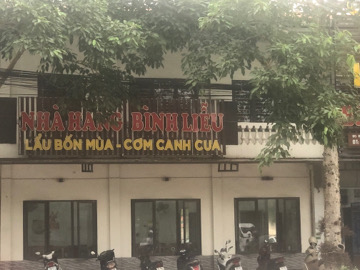 NHÀ HÀNG BÌNH LIÊU
LẨU BỐN MÙA - CƠM CANH CUA